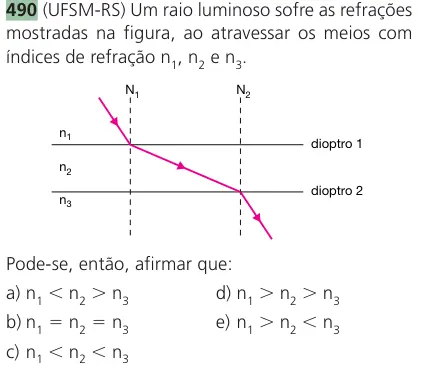 490 (UFSM-RS) Um raio luminoso sofre as refrações
mostradas na figura, ao atravessar os meios com
índices de refração n₁, n₂ e n₃.
N₁ N₂
n₁
dioptro 1
n₂
dioptro 2
n₃
Pode-se, então, afirmar que:
a) n₁ < n₂ > n₃ d) n₁ > n₂ > n₃
b) n₁ = n₂ = n₃ e) n₁ > n₂ < n₃
c) n₁ < n₂ < n₃